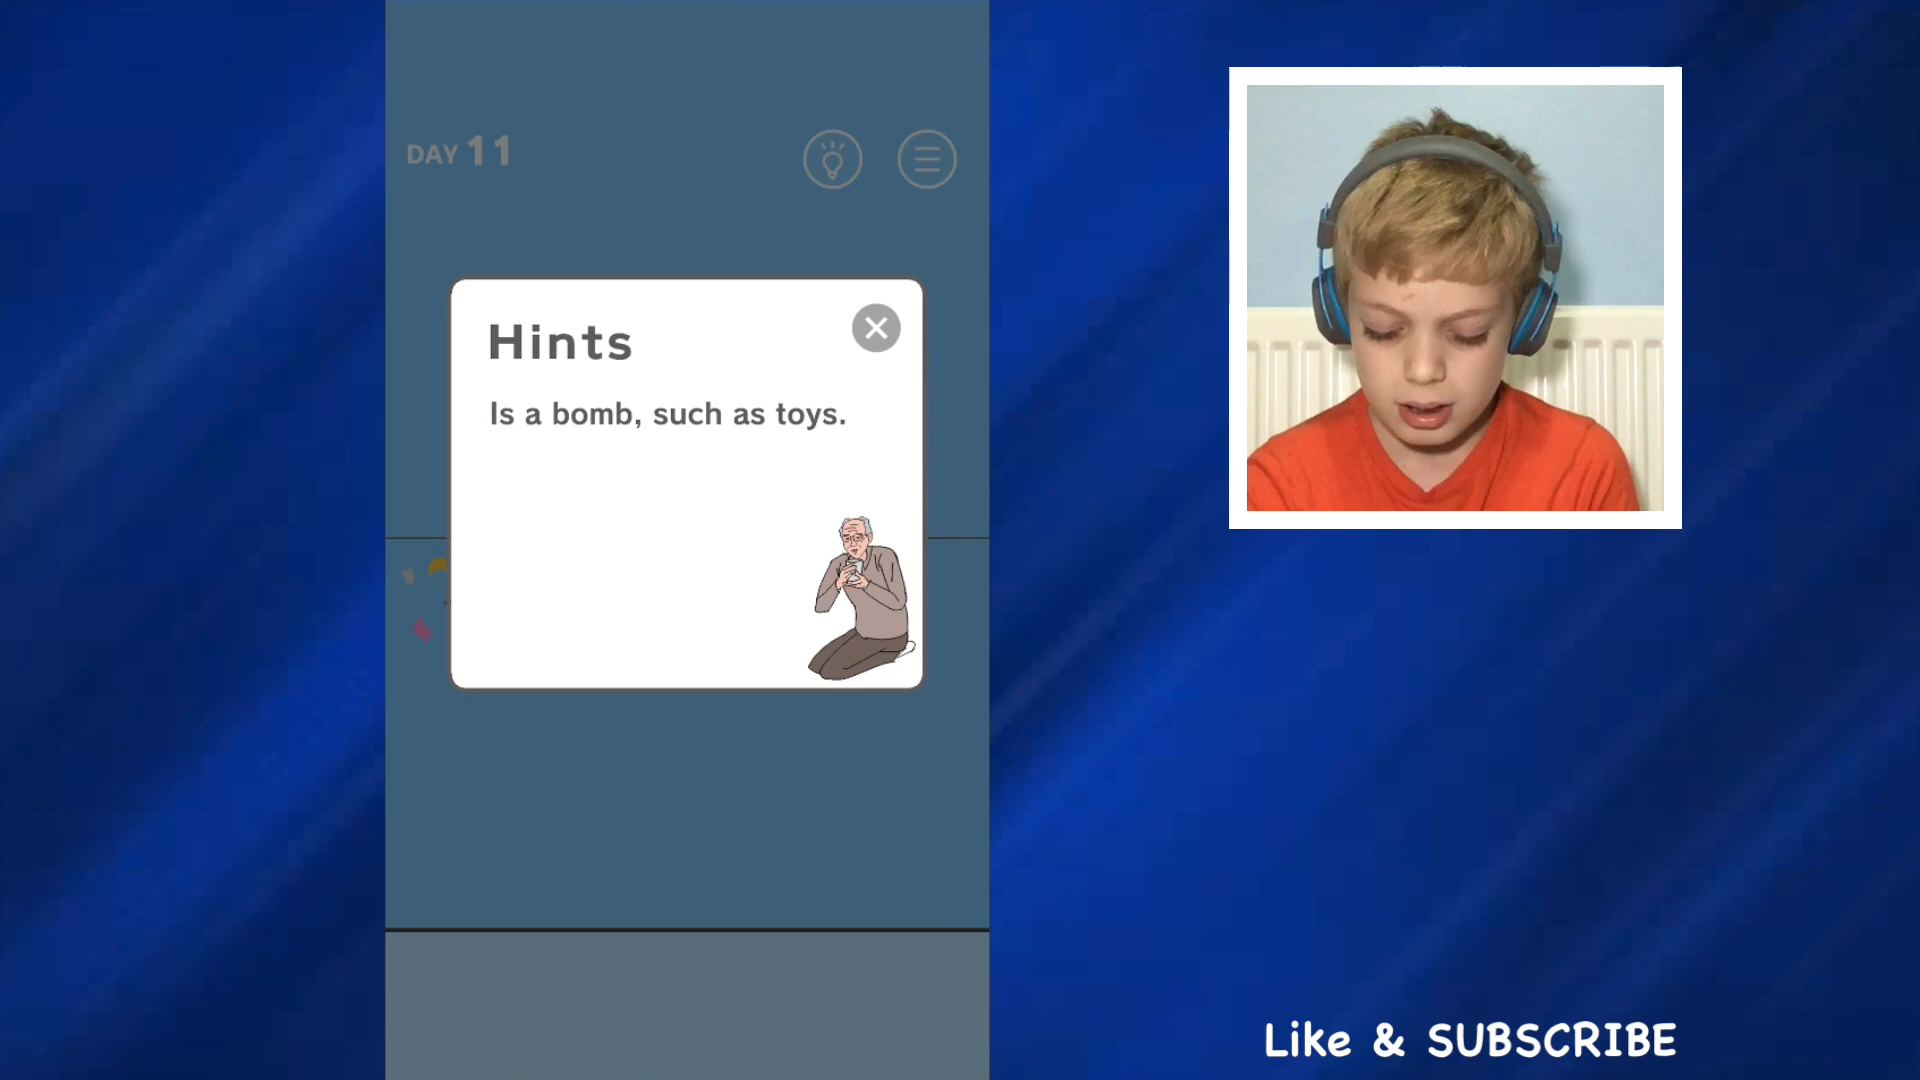 DAY 11
Hints
Is a bomb, such as toys.
Like & SUBSCRIBE